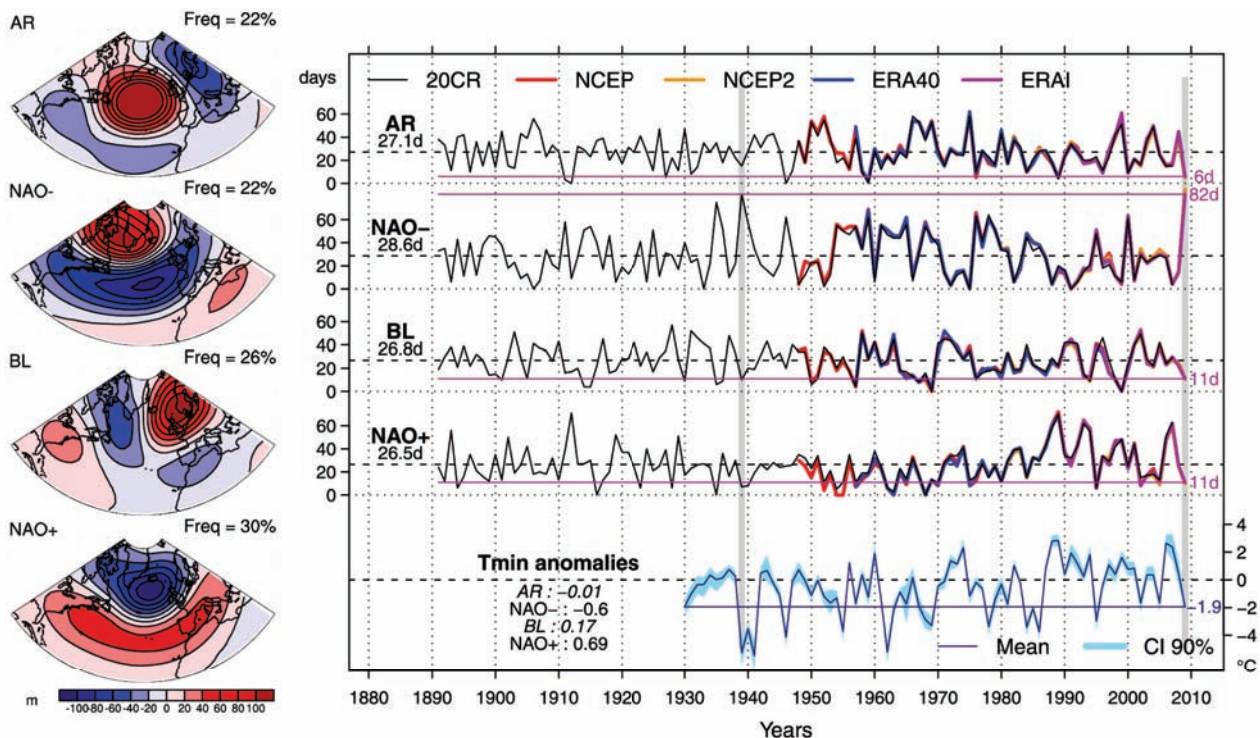 AR
Freq = 22%
NAO-
Freq = 22%
BL
Freq = 26%
NAO+
Freq = 30%
m
-100 -80 -60 -40 -20 0 20 40 60 80 100
days
20CR NCEP NCEP2 ERA40 ERAI
60
40
20
0
AR
27.1d
6d
82d
60
40
20
0
NAO−
28.6d
60
40
20
0
BL
26.8d
11d
60
40
20
0
NAO+
26.5d
11d
Tmin anomalies
AR : −0.01
NAO− : −0.6
BL : 0.17
NAO+ : 0.69
4
2
0
−2
−4
−1.9
°C
Mean CI 90%
1880 1890 1900 1910 1920 1930 1940 1950 1960 1970 1980 1990 2000 2010
Years